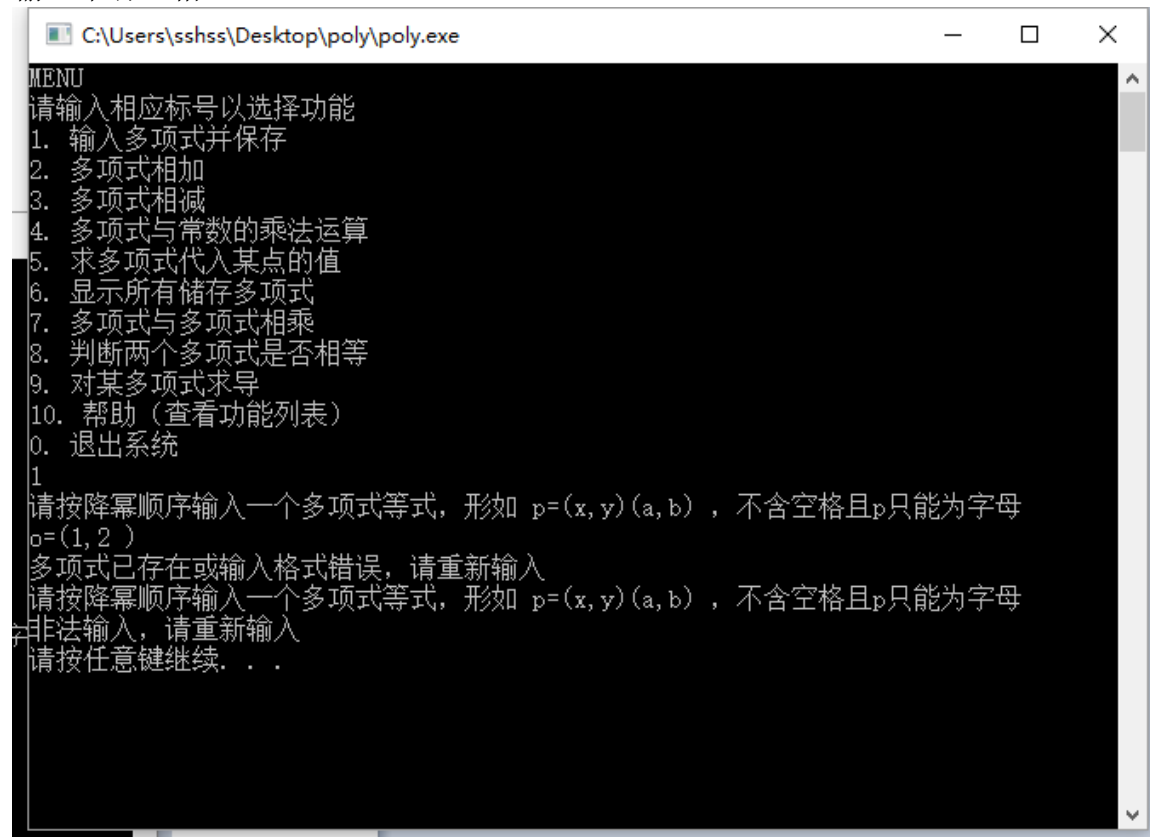 C:\Users\sshss\Desktop\poly\poly.exe
MENU
请输入相应标号以选择功能
1. 输入多项式并保存
2. 多项式相加
3. 多项式相减
4. 多项式与常数的乘法运算
5. 求多项式代入某点的值
6. 显示所有储存多项式
7. 多项式与多项式相乘
8. 判断两个多项式是否相等
9. 对某多项式求导
10. 帮助（查看功能列表）
0. 退出系统
1
请按降幂顺序输入一个多项式等式，形如 p=(x,y)(a,b) ，不含空格且p只能为字母
o=(1,2 )
多项式已存在或输入格式错误，请重新输入
请按降幂顺序输入一个多项式等式，形如 p=(x,y)(a,b) ，不含空格且p只能为字母
非法输入，请重新输入
请按任意键继续. . .